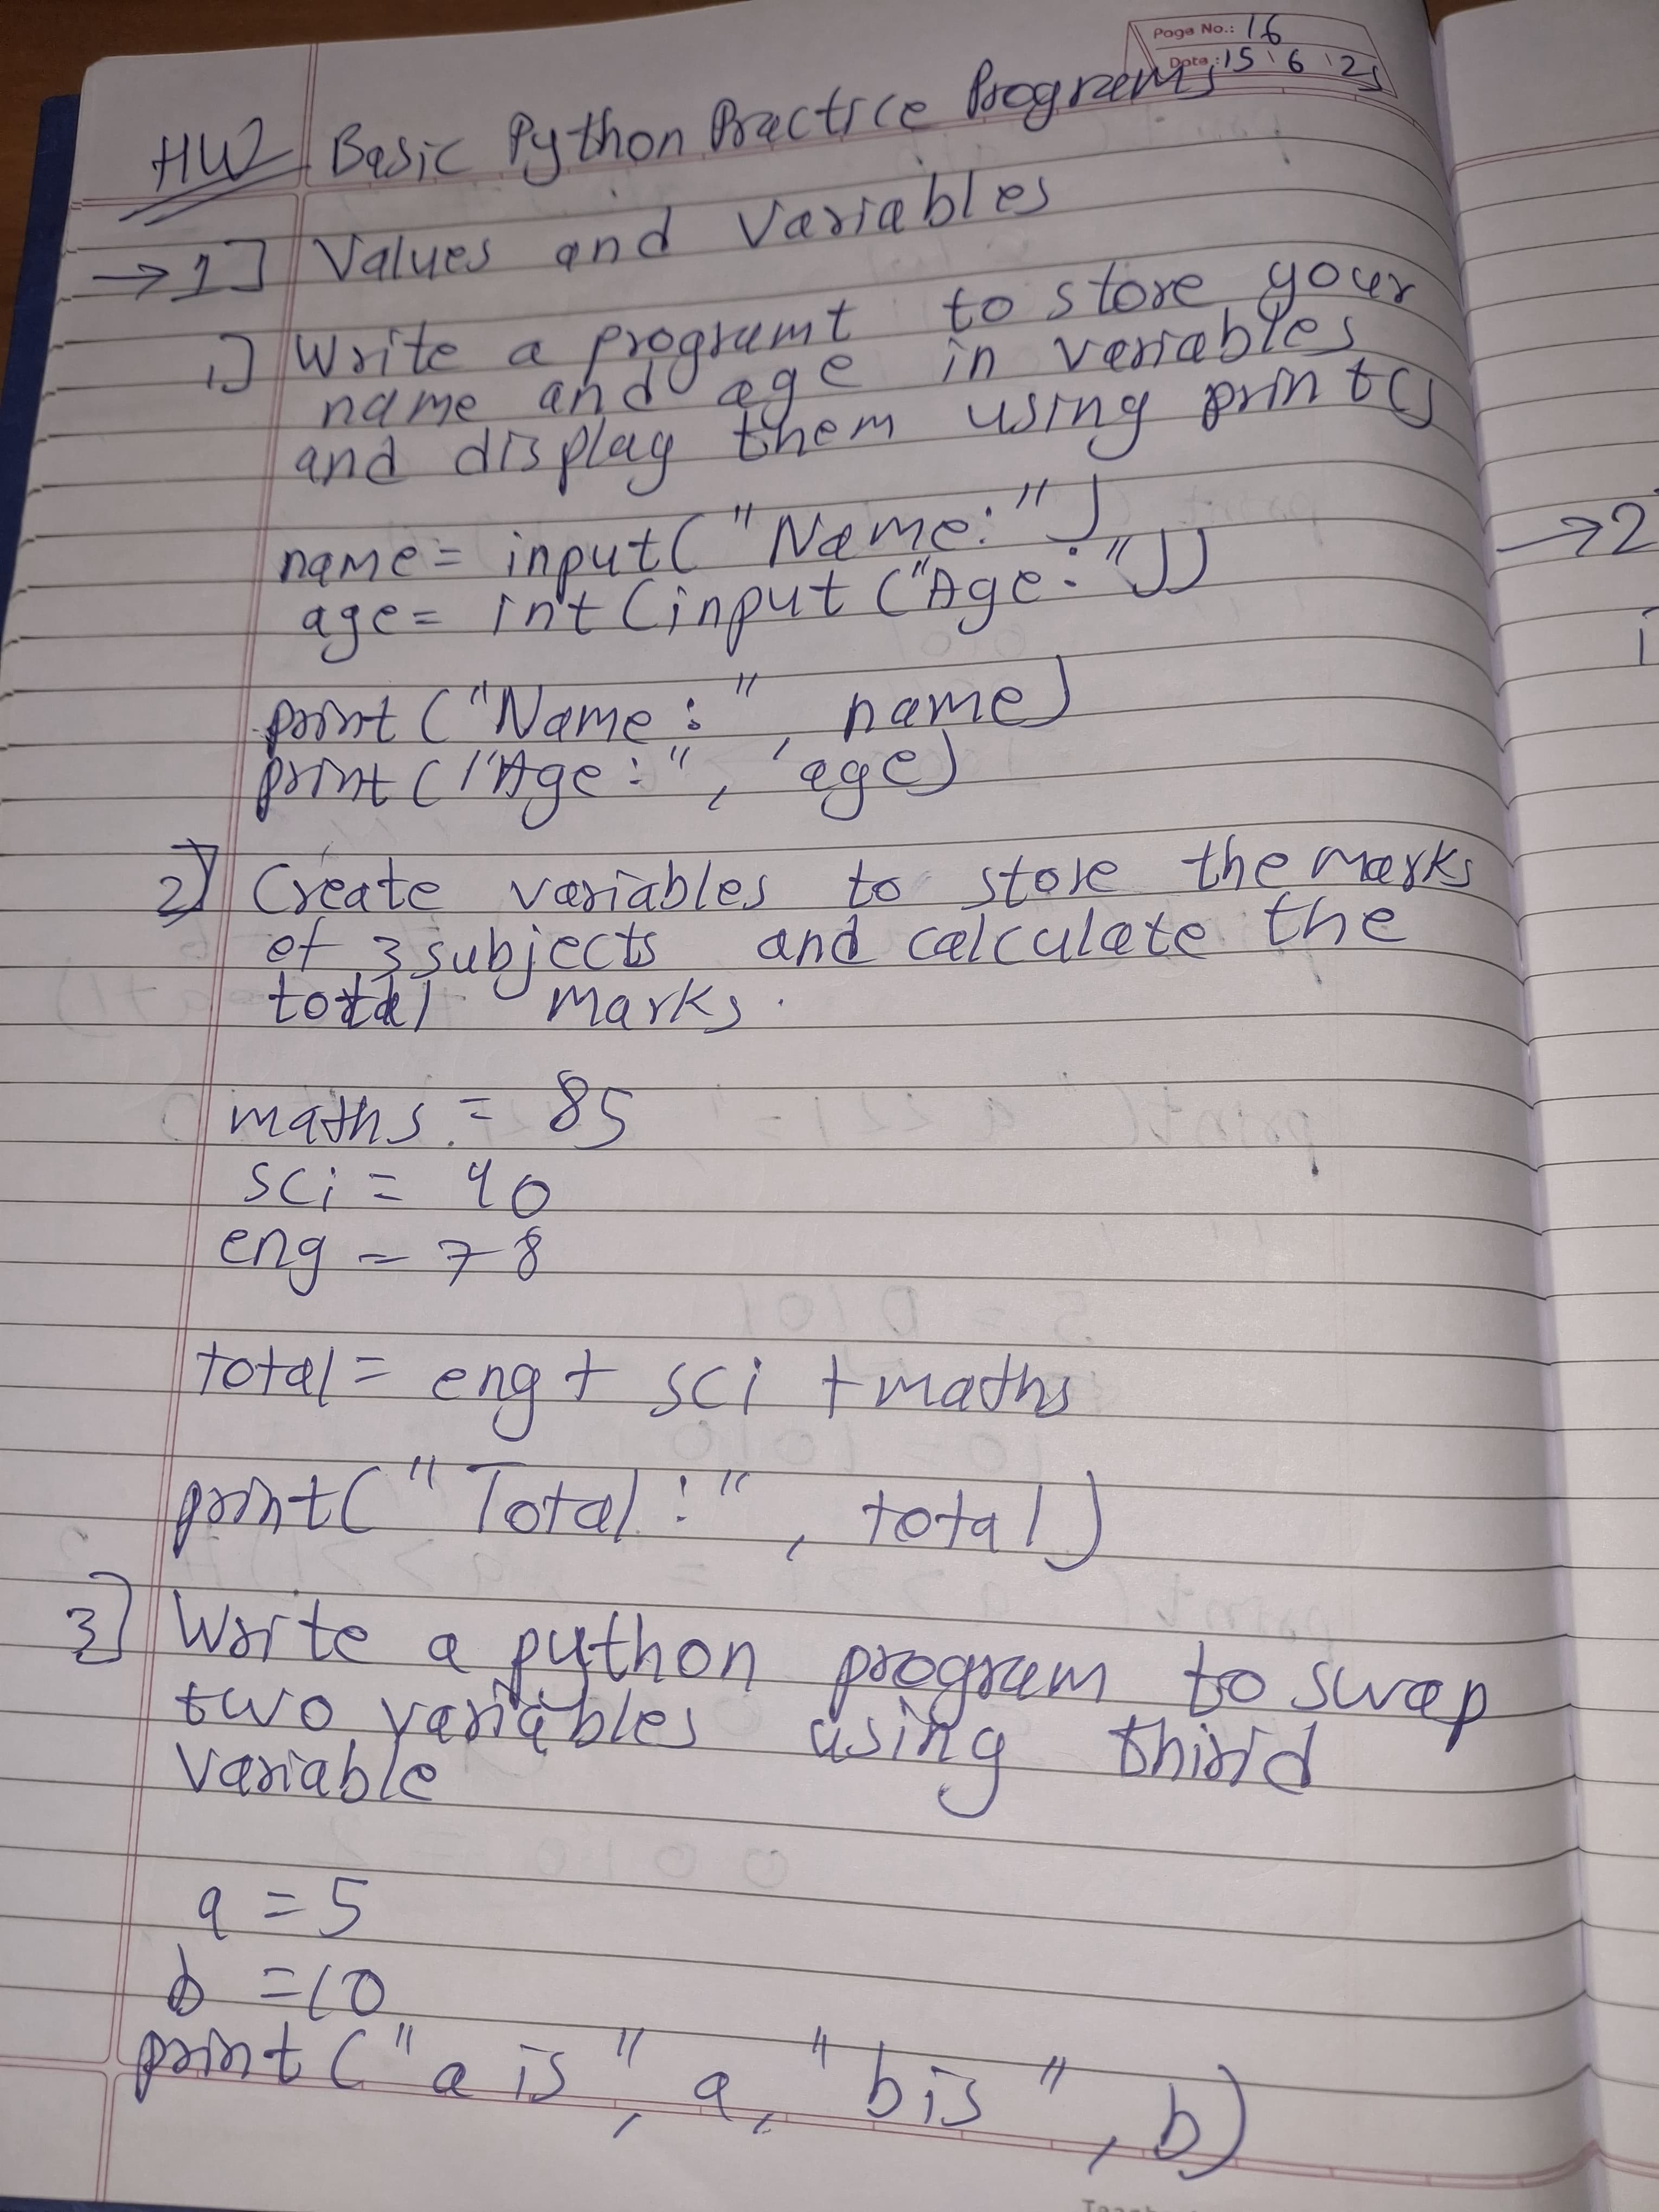 Page No.: 16
Date: 15 6 25
HW Basic Python Practice Programs
→ 1] Values and Variables
i] Write a programt to store your
name and age in variables
and display them using print()
name = input("Name:")
age = int(input("Age:"))
print("Name:", name)
print("Age:", age)
2] Create variables to store the marks
of 3 subjects and calculate the
total marks.
maths = 85
sci = 90
eng = 78
total = eng + sci + maths
print("Total:", total)
3] Write a python program to swap
two variables using third
variable
a = 5
b = 10
print("a is", a, "b is", b)
→ 2
i